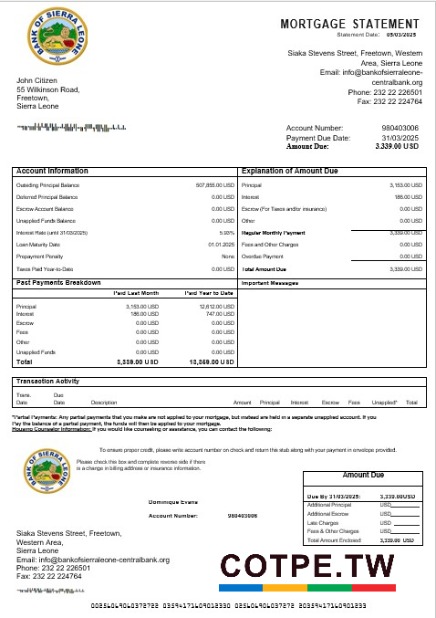 BANK OF SIERRA LEONE
MORTGAGE STATEMENT
Statement Date: 05/03/2025
Siaka Stevens Street, Freetown, Western
Area, Sierra Leone
Email: info@bankofsierraleone-
centralbank.org
Phone: 232 22 226501
Fax: 232 22 224764
John Citizen
55 Wilkinson Road,
Freetown,
Sierra Leone
Account Number: 980403006
Payment Due Date: 31/03/2025
Amount Due: 3,339.00 USD
Account Information
Outstanding Principal Balance 507,855.00 USD
Deferred Principal Balance 0.00 USD
Escrow Account Balance 0.00 USD
Unapplied Funds Balance 0.00 USD
Interest Rate (until 31/03/2025) 5.93%
Loan Maturity Date 01.01.2025
Prepayment Penalty None
Taxes Paid Year-to-Date 0.00 USD
Explanation of Amount Due
Principal 3,153.00 USD
Interest 186.00 USD
Escrow (For Taxes and/or insurance) 0.00 USD
Other 0.00 USD
Regular Monthly Payment 3,339.00 USD
Fees and Other Charges 0.00 USD
Overdue Payment 0.00 USD
Total Amount Due 3,339.00 USD
Past Payments Breakdown
Paid Last Month Paid Year to Date
Principal 3,153.00 USD 12,612.00 USD
Interest 186.00 USD 747.00 USD
Escrow 0.00 USD 0.00 USD
Fees 0.00 USD 0.00 USD
Other 0.00 USD 0.00 USD
Unapplied Funds 0.00 USD 0.00 USD
Total 3,339.00 USD
Important Messages
Transaction Activity
Trans. Date Due Date Description Amount Principal Interest Escrow Fees Unapplied* Total
*Partial Payments: Any partial payments that you make are not applied to your mortgage, but instead are held in a separate unapplied account. If you
Pay the balance of a partial payment, the funds will then be applied to your mortgage.
Housing Counselor Information: If you would like counseling or assistance, you can contact the following:
BANK OF SIERRA LEONE
To ensure proper credit, please write account number on check and return the stub along with your payment in envelope provided.
Please check this box and complete reverse side if there
is a change in billing address or insurance information.
Dominique Evans
Account Number: 980403006
Amount Due
Due By 31/03/2025: 3,339.00USD
Additional Principal USD
Additional Escrow USD
Late Charges USD
Fees & Other Charges USD
Total Amount Enclosed 3,339.00 USD
Siaka Stevens Street, Freetown,
Western Area,
Sierra Leone
Email: info@bankofsierraleone-centralbank.org
Phone: 232 22 226501
Fax: 232 22 224764
COTPE.TW